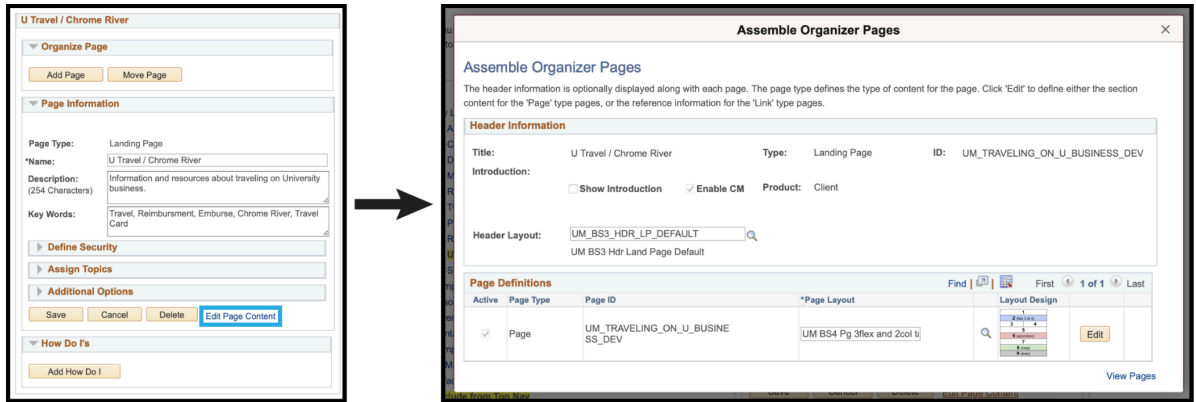 U Travel / Chrome River
Organize Page
Add Page Move Page
Page Information
Page Type: Landing Page
*Name: U Travel / Chrome River
Description: Information and resources about traveling on University
(254 Characters) business.
Key Words: Travel, Reimbursment, Emburse, Chrome River, Travel
Card
Define Security
Assign Topics
Additional Options
Save Cancel Delete Edit Page Content
How Do I's
Add How Do I
Assemble Organizer Pages
Assemble Organizer Pages
The header information is optionally displayed along with each page. The page type defines the type of content for the page. Click 'Edit' to define either the section
content for the 'Page' type pages, or the reference information for the 'Link' type pages.
Header Information
Title: U Travel / Chrome River Type: Landing Page ID: UM_TRAVELING_ON_U_BUSINESS_DEV
Introduction:
Show Introduction Enable CM Product: Client
Header Layout: UM_BS3_HDR_LP_DEFAULT
UM BS3 Hdr Land Page Default
Page Definitions Find | | First 1 of 1 Last
Active Page Type Page ID *Page Layout Layout Design
Page UM_TRAVELING_ON_U_BUSINE
SS_DEV
UM BS4 Pg 3flex and 2col ta
Edit
View Pages
clude from Top Nav Save Cancel Delete Edit Page Content